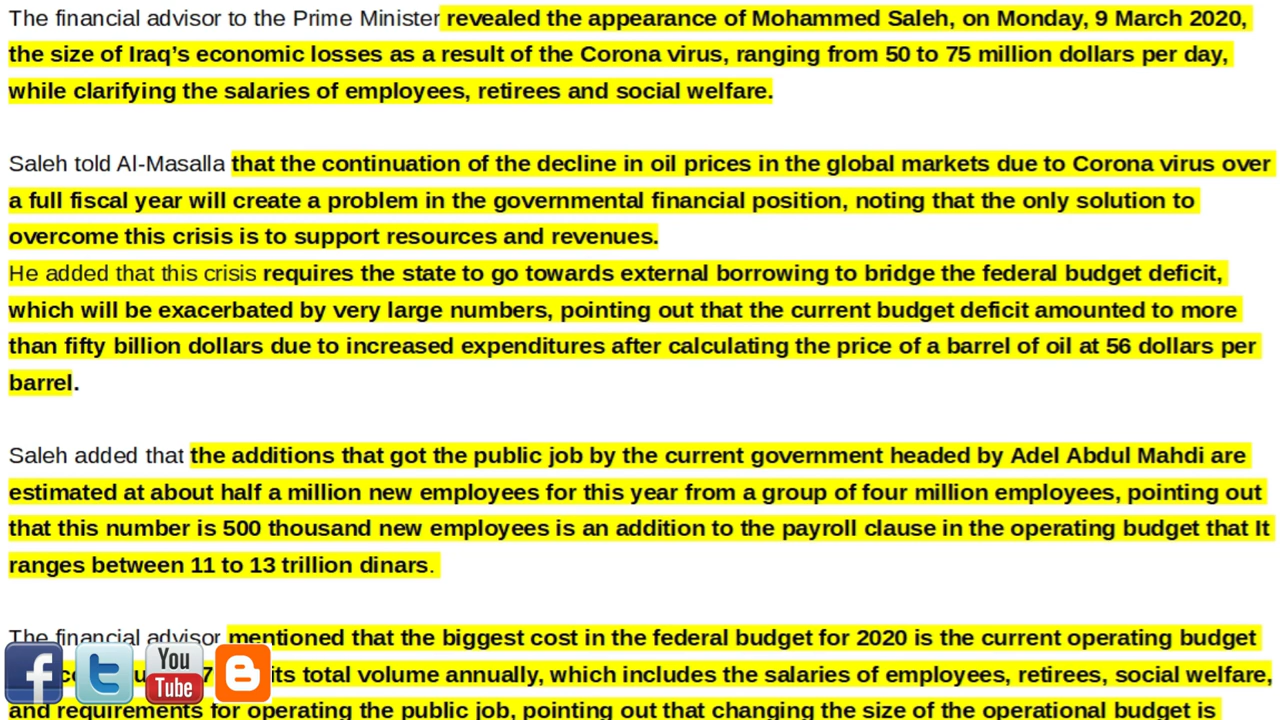 The financial advisor to the Prime Minister revealed the appearance of Mohammed Saleh, on Monday, 9 March 2020,
the size of Iraq’s economic losses as a result of the Corona virus, ranging from 50 to 75 million dollars per day,
while clarifying the salaries of employees, retirees and social welfare.
Saleh told Al-Masalla that the continuation of the decline in oil prices in the global markets due to Corona virus over
a full fiscal year will create a problem in the governmental financial position, noting that the only solution to
overcome this crisis is to support resources and revenues.
He added that this crisis requires the state to go towards external borrowing to bridge the federal budget deficit,
which will be exacerbated by very large numbers, pointing out that the current budget deficit amounted to more
than fifty billion dollars due to increased expenditures after calculating the price of a barrel of oil at 56 dollars per
barrel.
Saleh added that the additions that got the public job by the current government headed by Adel Abdul Mahdi are
estimated at about half a million new employees for this year from a group of four million employees, pointing out
that this number is 500 thousand new employees is an addition to the payroll clause in the operating budget that It
ranges between 11 to 13 trillion dinars.
The financial advisor mentioned that the biggest cost in the federal budget for 2020 is the current operating budget
its total volume annually, which includes the salaries of employees, retirees, social welfare,
and requirements for operating the public job, pointing out that changing the size of the operational budget is
You
Tube